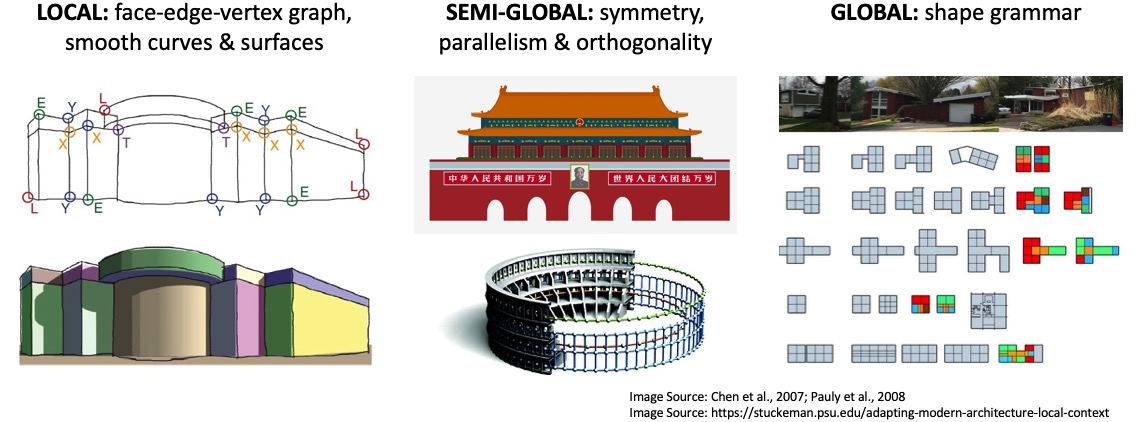 LOCAL: face-edge-vertex graph,
smooth curves & surfaces
SEMI-GLOBAL: symmetry,
parallelism & orthogonality
GLOBAL: shape grammar
E
Y
L
X
T
E
Y
E
T
X
X
X
L
L
Y
E
Y
Y
E
L
中华人民共和国万岁
世界人民大团结万岁
Image Source: Chen et al., 2007; Pauly et al., 2008
Image Source: https://stuckeman.psu.edu/adapting-modern-architecture-local-context